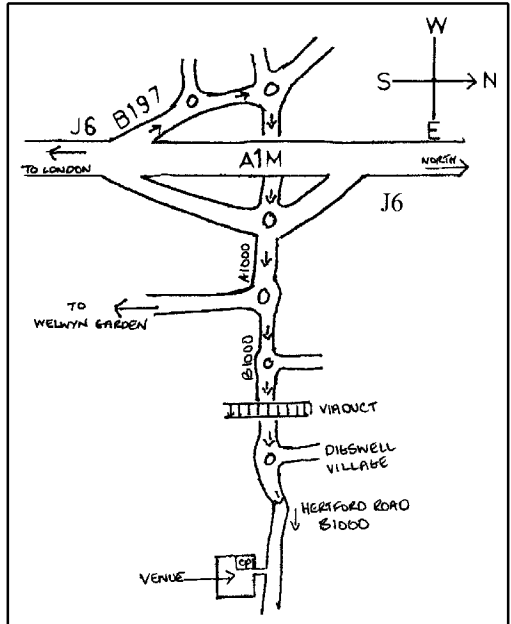 W
S
N
E
J6
B197
TO LONDON
A1M
NORTH
J6
A1000
TO
WELWYN GARDEN
B1000
VIADUCT
DIGSWELL
VILLAGE
HERTFORD ROAD
B1000
CP
VENUE